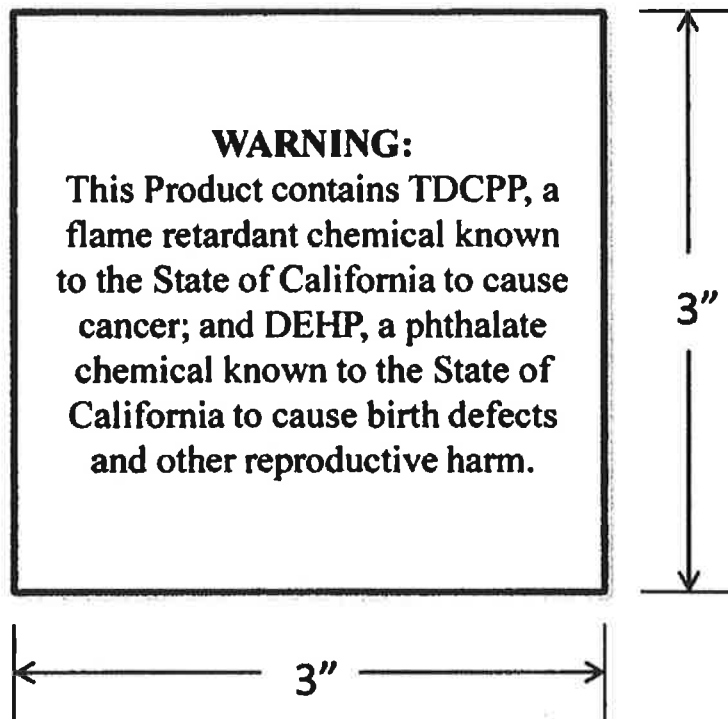 WARNING:
This Product contains TDCPP, a
flame retardant chemical known
to the State of California to cause
cancer; and DEHP, a phthalate
chemical known to the State of
California to cause birth defects
and other reproductive harm.
3"
3"